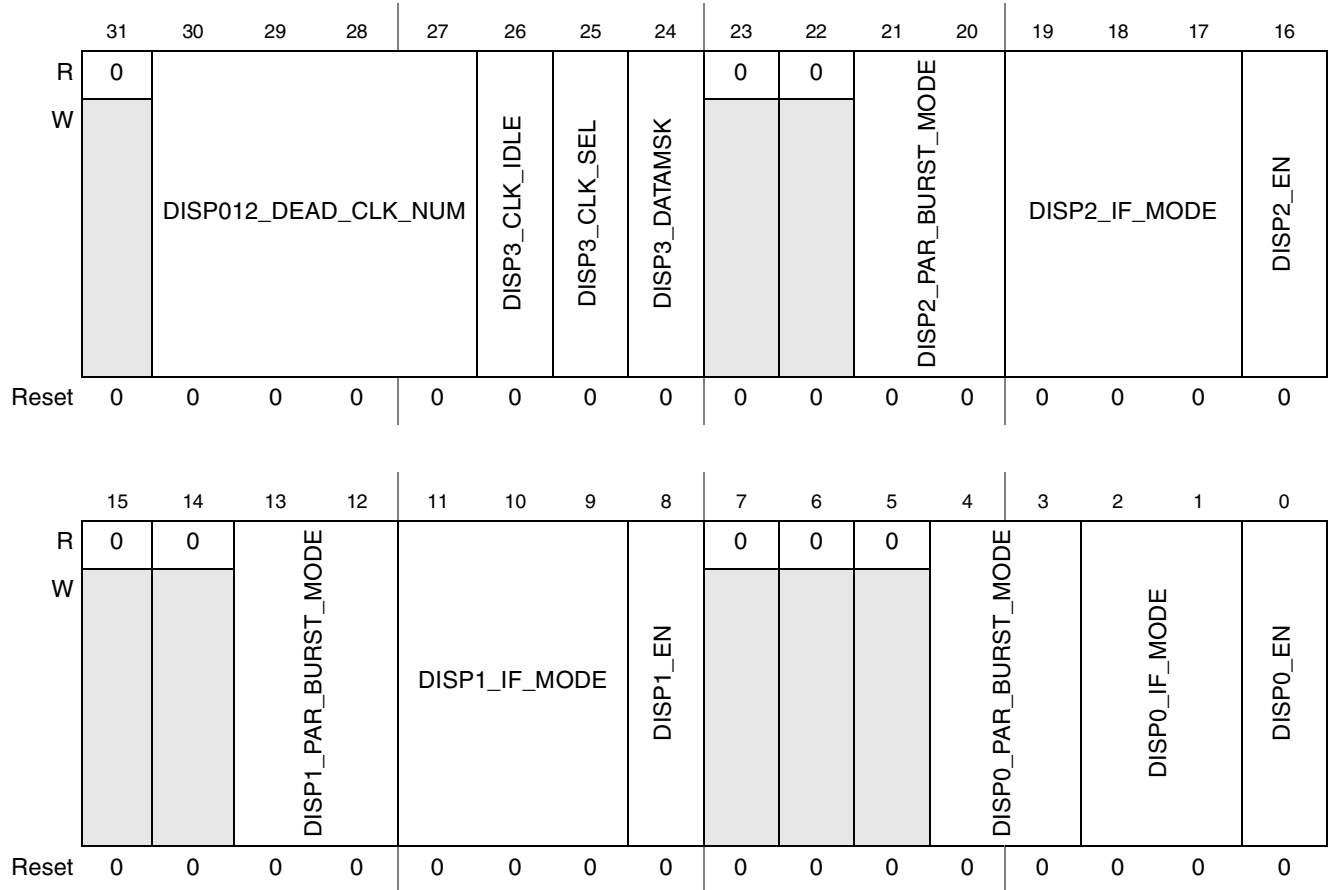 31 30 29 28 27 26 25 24 23 22 21 20 19 18 17 16
R 0 DISP012_DEAD_CLK_NUM DISP3_CLK_IDLE DISP3_CLK_SEL DISP3_DATAMSK 0 0 DISP2_PAR_BURST_MODE DISP2_IF_MODE DISP2_EN
W
Reset 0 0 0 0 0 0 0 0 0 0 0 0 0 0 0 0
15 14 13 12 11 10 9 8 7 6 5 4 3 2 1 0
R 0 0 DISP1_PAR_BURST_MODE DISP1_IF_MODE DISP1_EN 0 0 0 DISP0_PAR_BURST_MODE DISP0_IF_MODE DISP0_EN
W
Reset 0 0 0 0 0 0 0 0 0 0 0 0 0 0 0 0